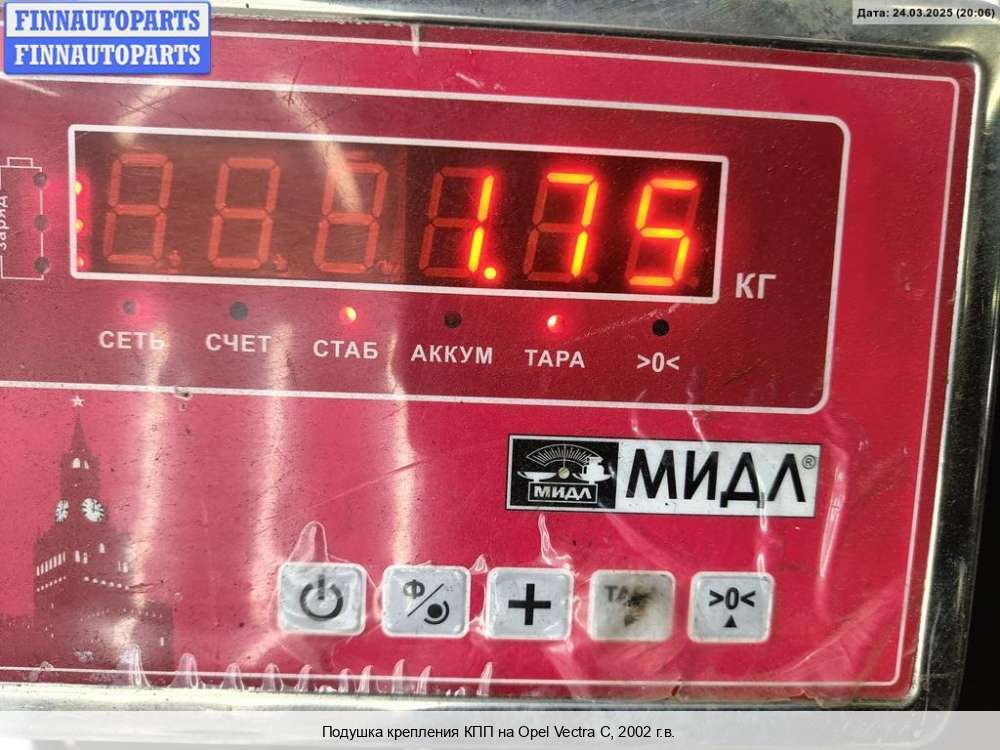 FINNAUTOPARTS
FINNAUTOPARTS
Дата: 24.03.2025 (20:06)
заряд
1.75
КГ
СЕТЬ СЧЕТ СТАБ АККУМ ТАРА >0<
МИДЛ МИДЛ®
Ф + >0<
Подушка крепления КПП на Opel Vectra C, 2002 г.в.